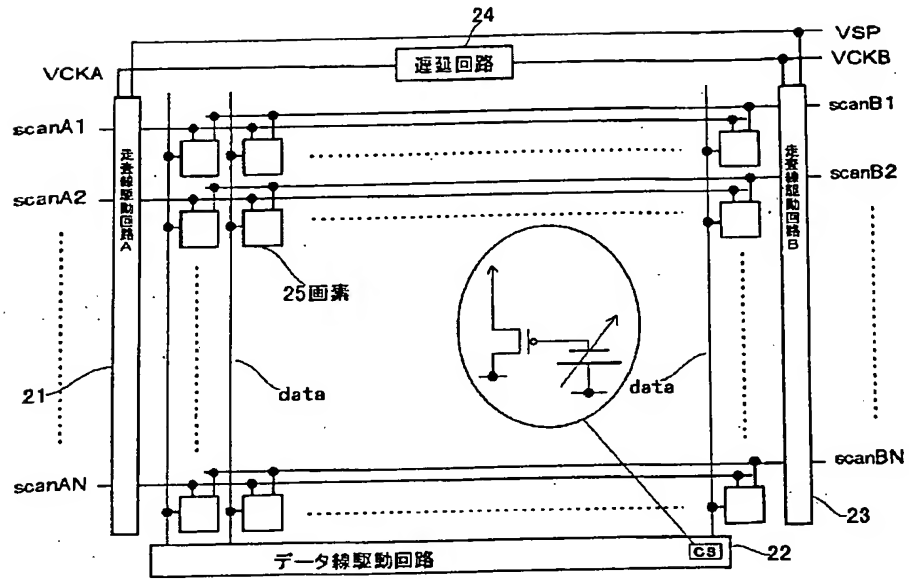 24
遅延回路
VSP
VCKA
VCKB
scanA1
scanB1
走査線駆動回路A
走査線駆動回路B
scanA2
scanB2
25画素
21
data
data
scanAN
scanBN
23
データ線駆動回路
CS
22